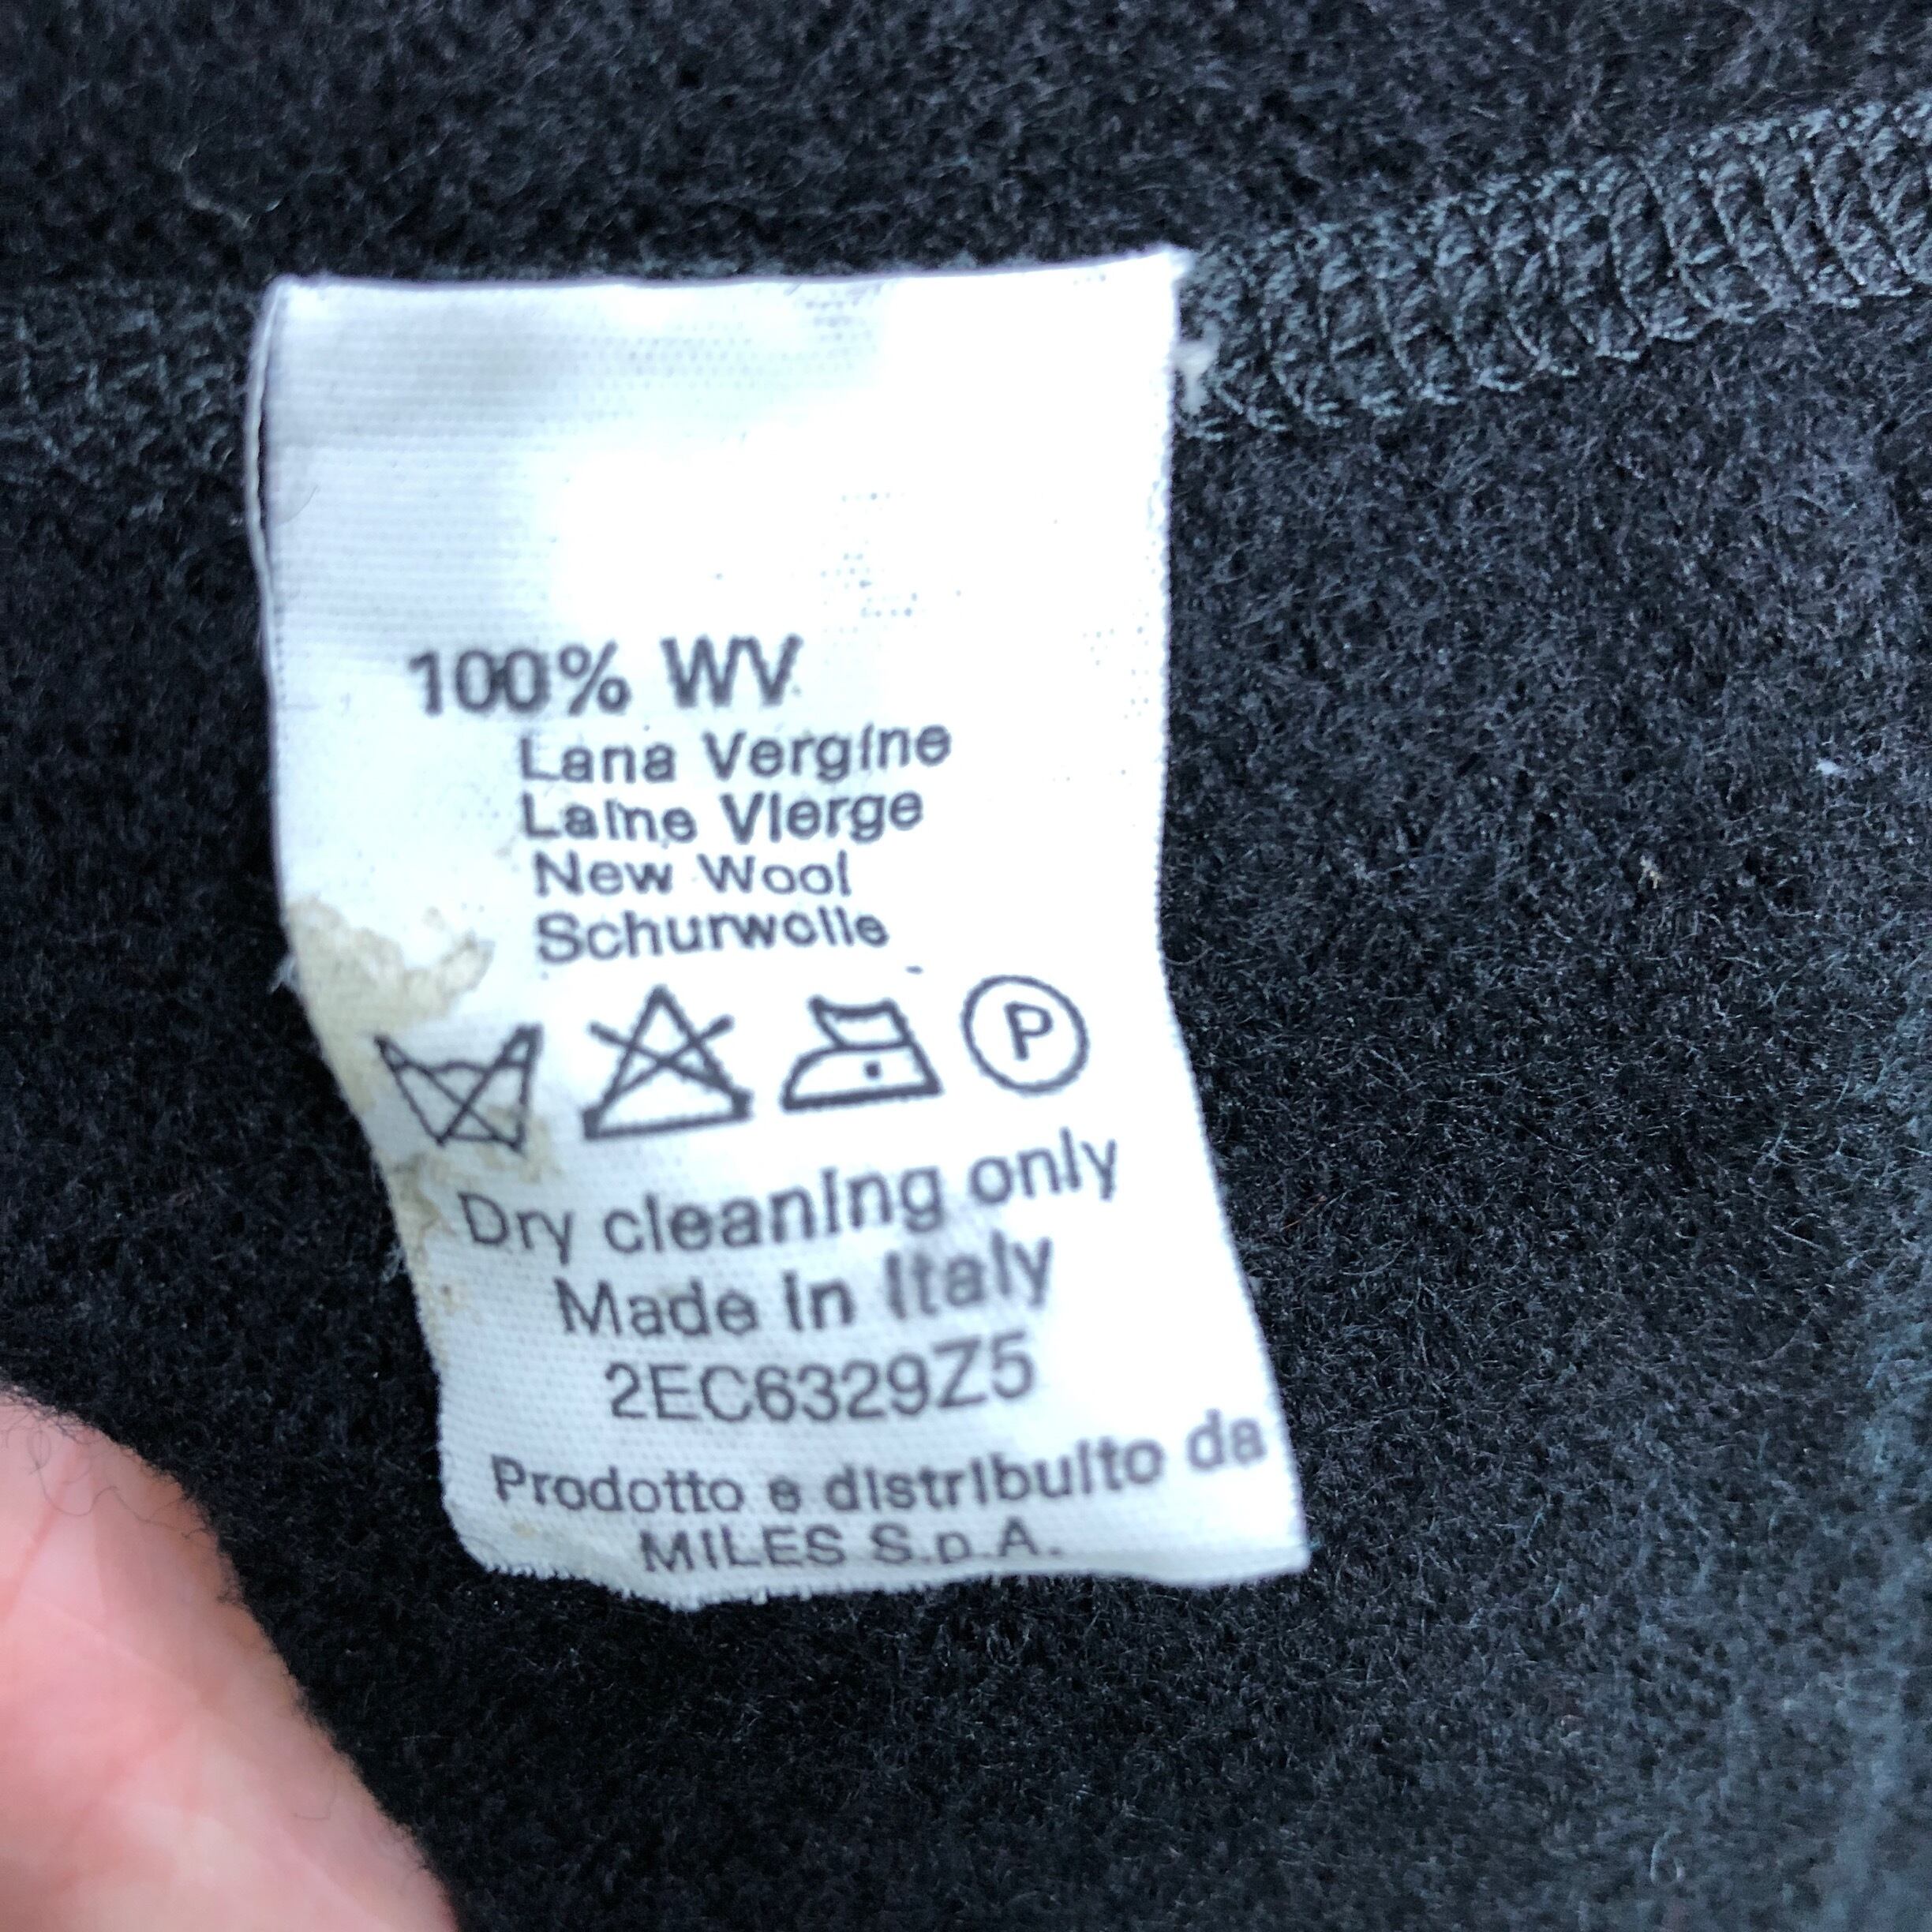 100% WV
Lana Vergine
Laine Vierge
New Wool
Schurwolle
P
Dry cleaning only
Made in Italy
2EC6329Z5
Prodotto e distribuito da
MILES S.p.A.